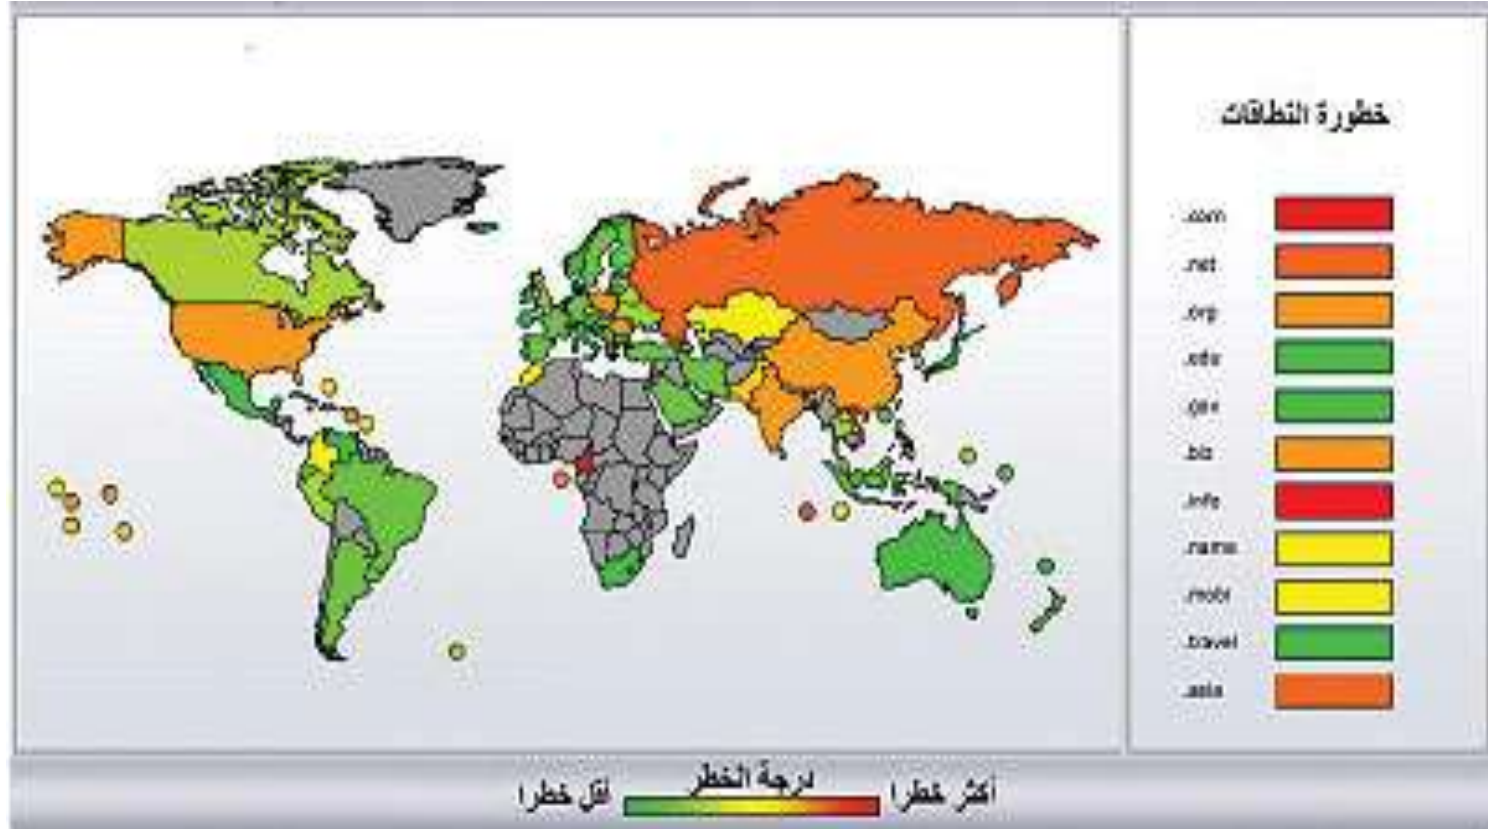 خطورة النطاقات
.com
.net
.org
.edu
.gov
.biz
.info
.name
.mobi
.travel
.asia
درجة الخطر
أكثر خطرا
أقل خطرا